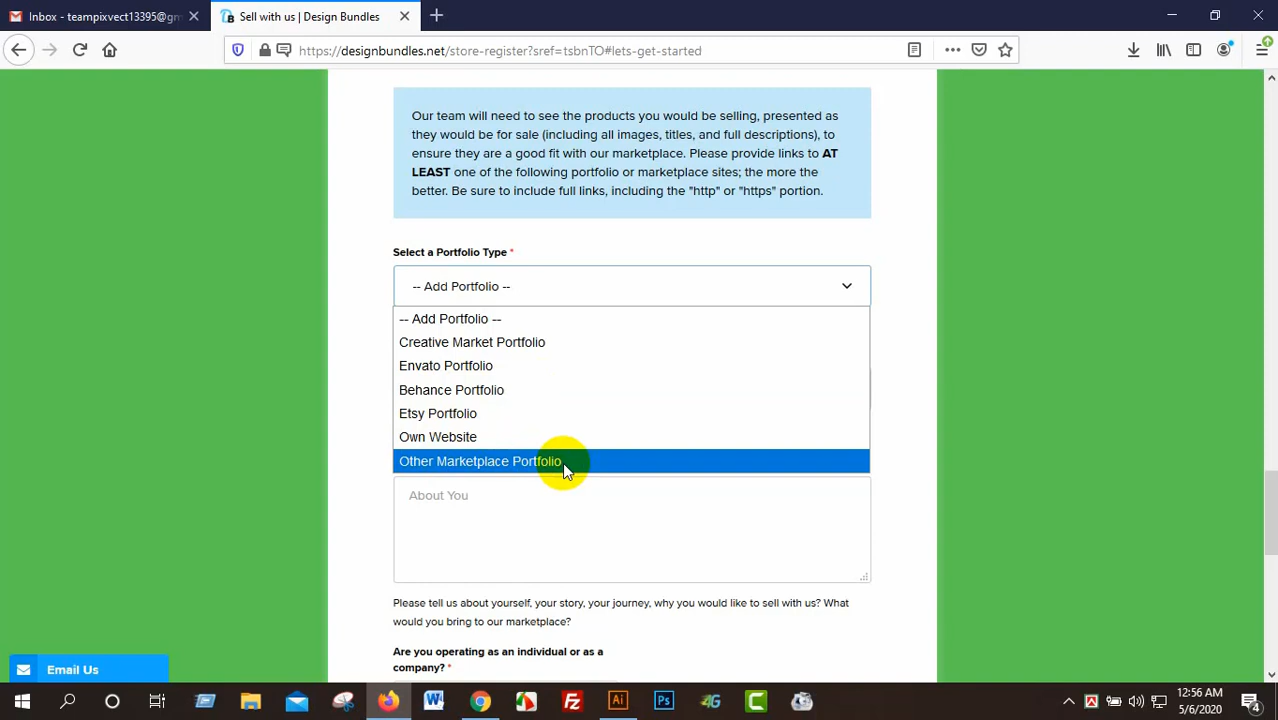 Inbox - teampixvect13395@gm
Sell with us | Design Bundles
https://designbundles.net/store-register?sref=tsbnTO#lets-get-started
Our team will need to see the products you would be selling, presented as
they would be for sale (including all images, titles, and full descriptions), to
ensure they are a good fit with our marketplace. Please provide links to AT
LEAST one of the following portfolio or marketplace sites; the more the
better. Be sure to include full links, including the "http" or "https" portion.
Select a Portfolio Type *
-- Add Portfolio --
-- Add Portfolio --
Creative Market Portfolio
Envato Portfolio
Behance Portfolio
Etsy Portfolio
Own Website
Other Marketplace Portfolio
About You
Please tell us about yourself, your story, your journey, why you would like to sell with us? What
would you bring to our marketplace?
Are you operating as an individual or as a
company? *
Email Us
12:56 AM
5/6/2020